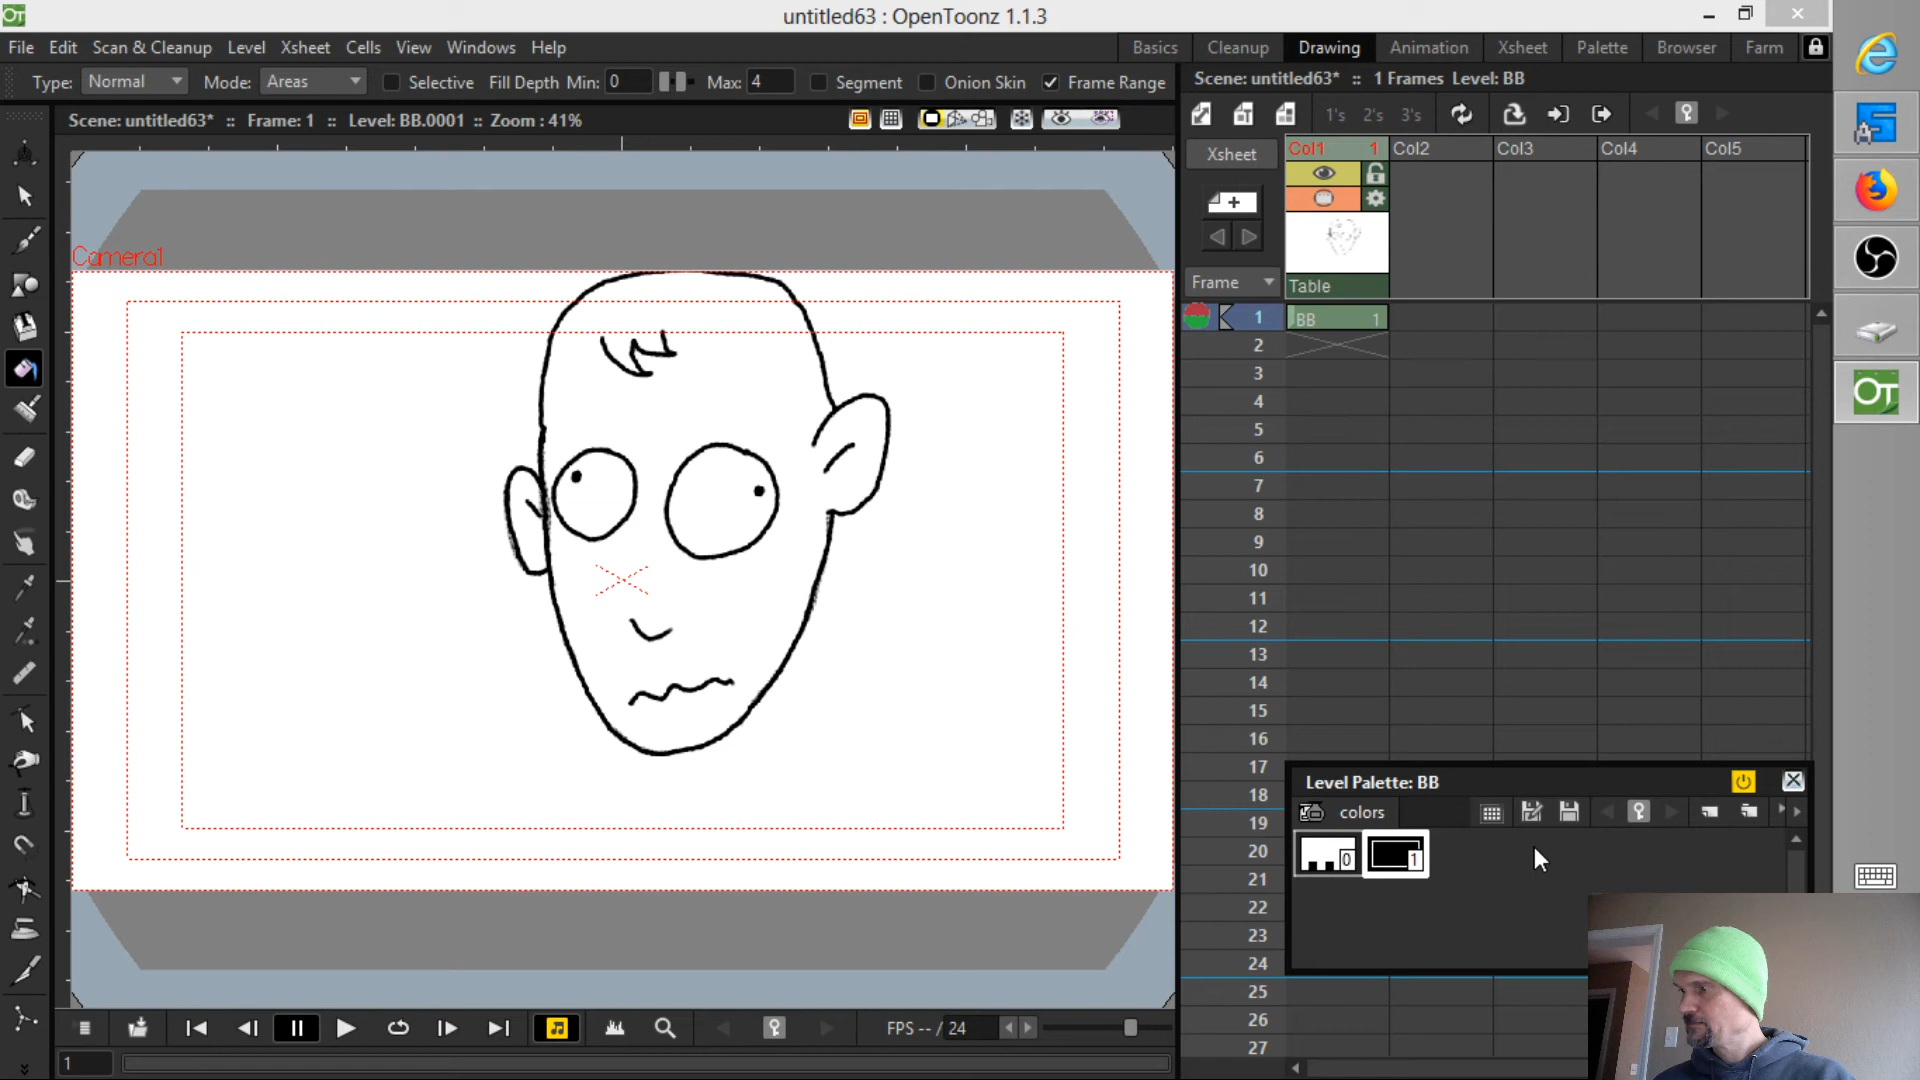 untitled63 : OpenToonz 1.1.3
File Edit Scan & Cleanup Level Xsheet Cells View Windows Help
Basics Cleanup Drawing Animation Xsheet Palette Browser Farm
Type: Normal Mode: Areas Selective Fill Depth Min: 0 Max: 4 Segment Onion Skin Frame Range
Scene: untitled63* :: 1 Frames Level: BB
Scene: untitled63* :: Frame: 1 :: Level: BB.0001 :: Zoom : 41%
1's 2's 3's
Xsheet
Col1 1 Col2 Col3 Col4 Col5
Camera1
Frame
Table
1 BB 1
2
3
4
5
6
7
8
9
10
11
12
13
14
15
16
17
18
19
20
21
22
23
24
25
26
27
Level Palette: BB
colors
0 1
FPS -- / 24
1
OT
OT